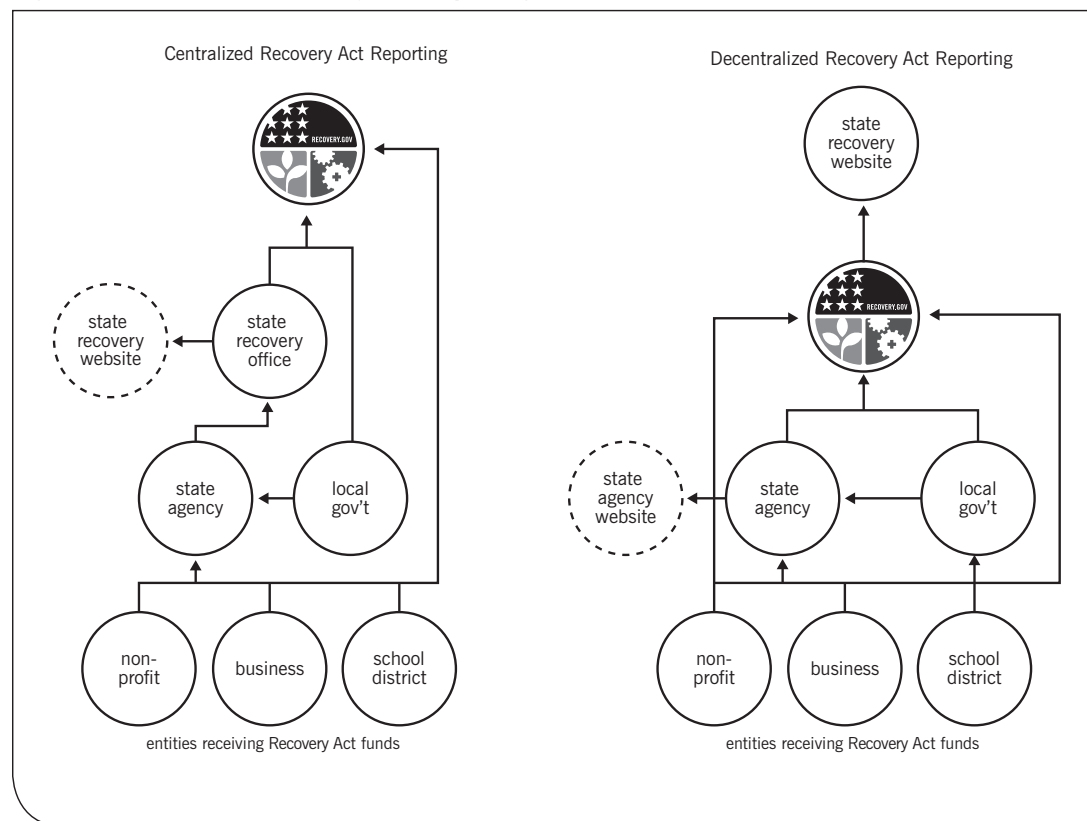 Centralized Recovery Act Reporting
RECOVERY.GOV
state
recovery
website
state
recovery
office
state
agency
local
gov't
non-
profit
business
school
district
entities receiving Recovery Act funds
Decentralized Recovery Act Reporting
state
recovery
website
RECOVERY.GOV
state
agency
website
state
agency
local
gov't
non-
profit
business
school
district
entities receiving Recovery Act funds